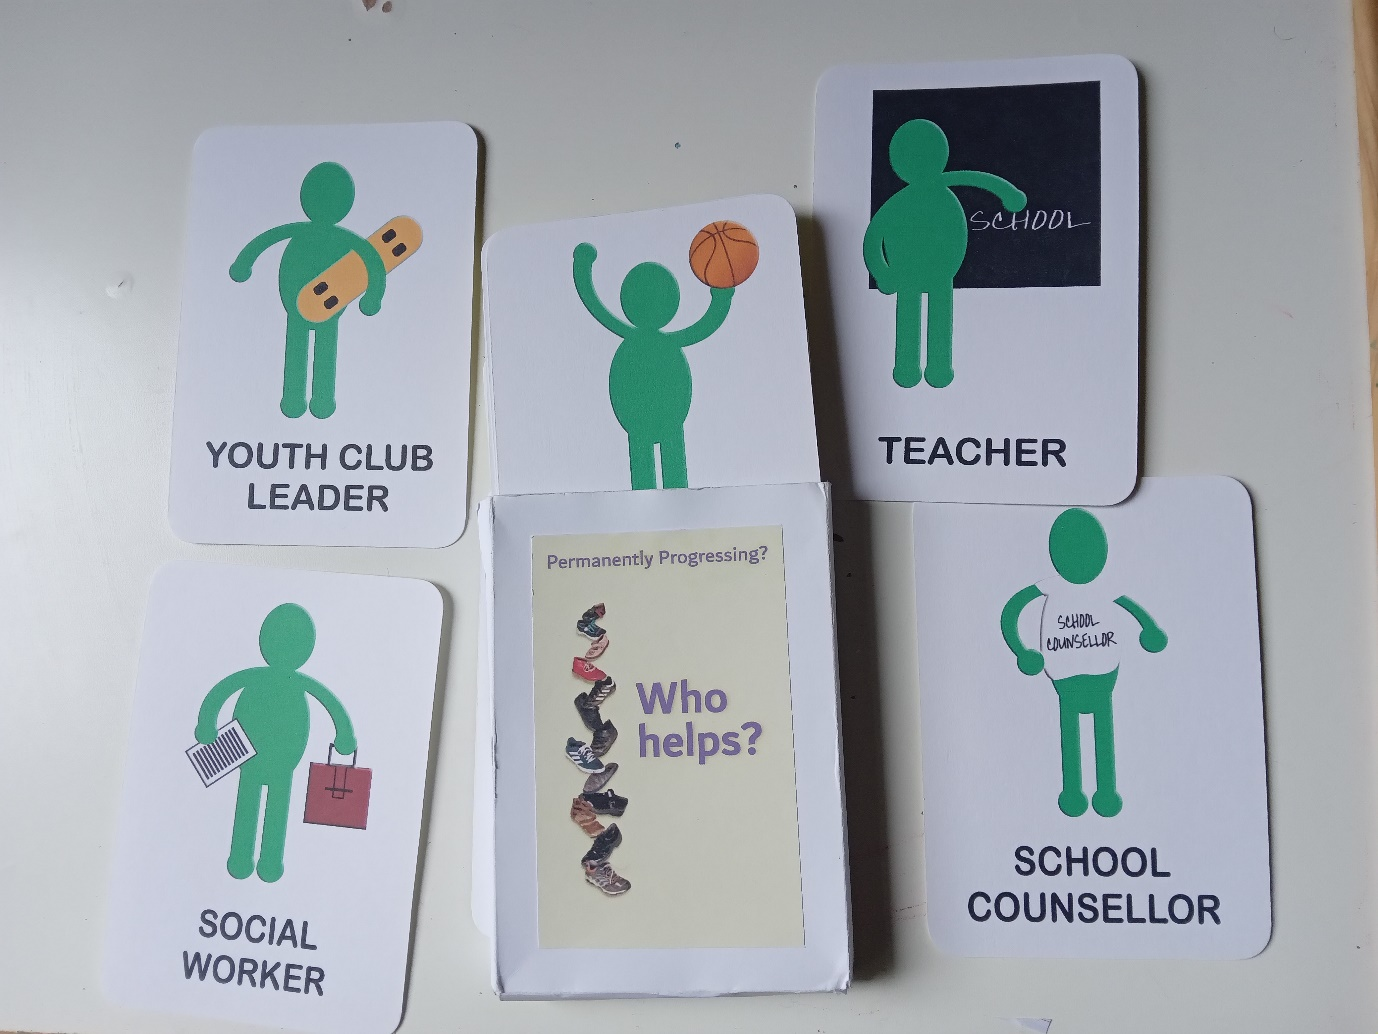 YOUTH CLUB
LEADER
SCHOOL
TEACHER
Permanently Progressing?
Who
helps?
SOCIAL
WORKER
SCHOOL
COUNSELLOR
SCHOOL
COUNSELLOR